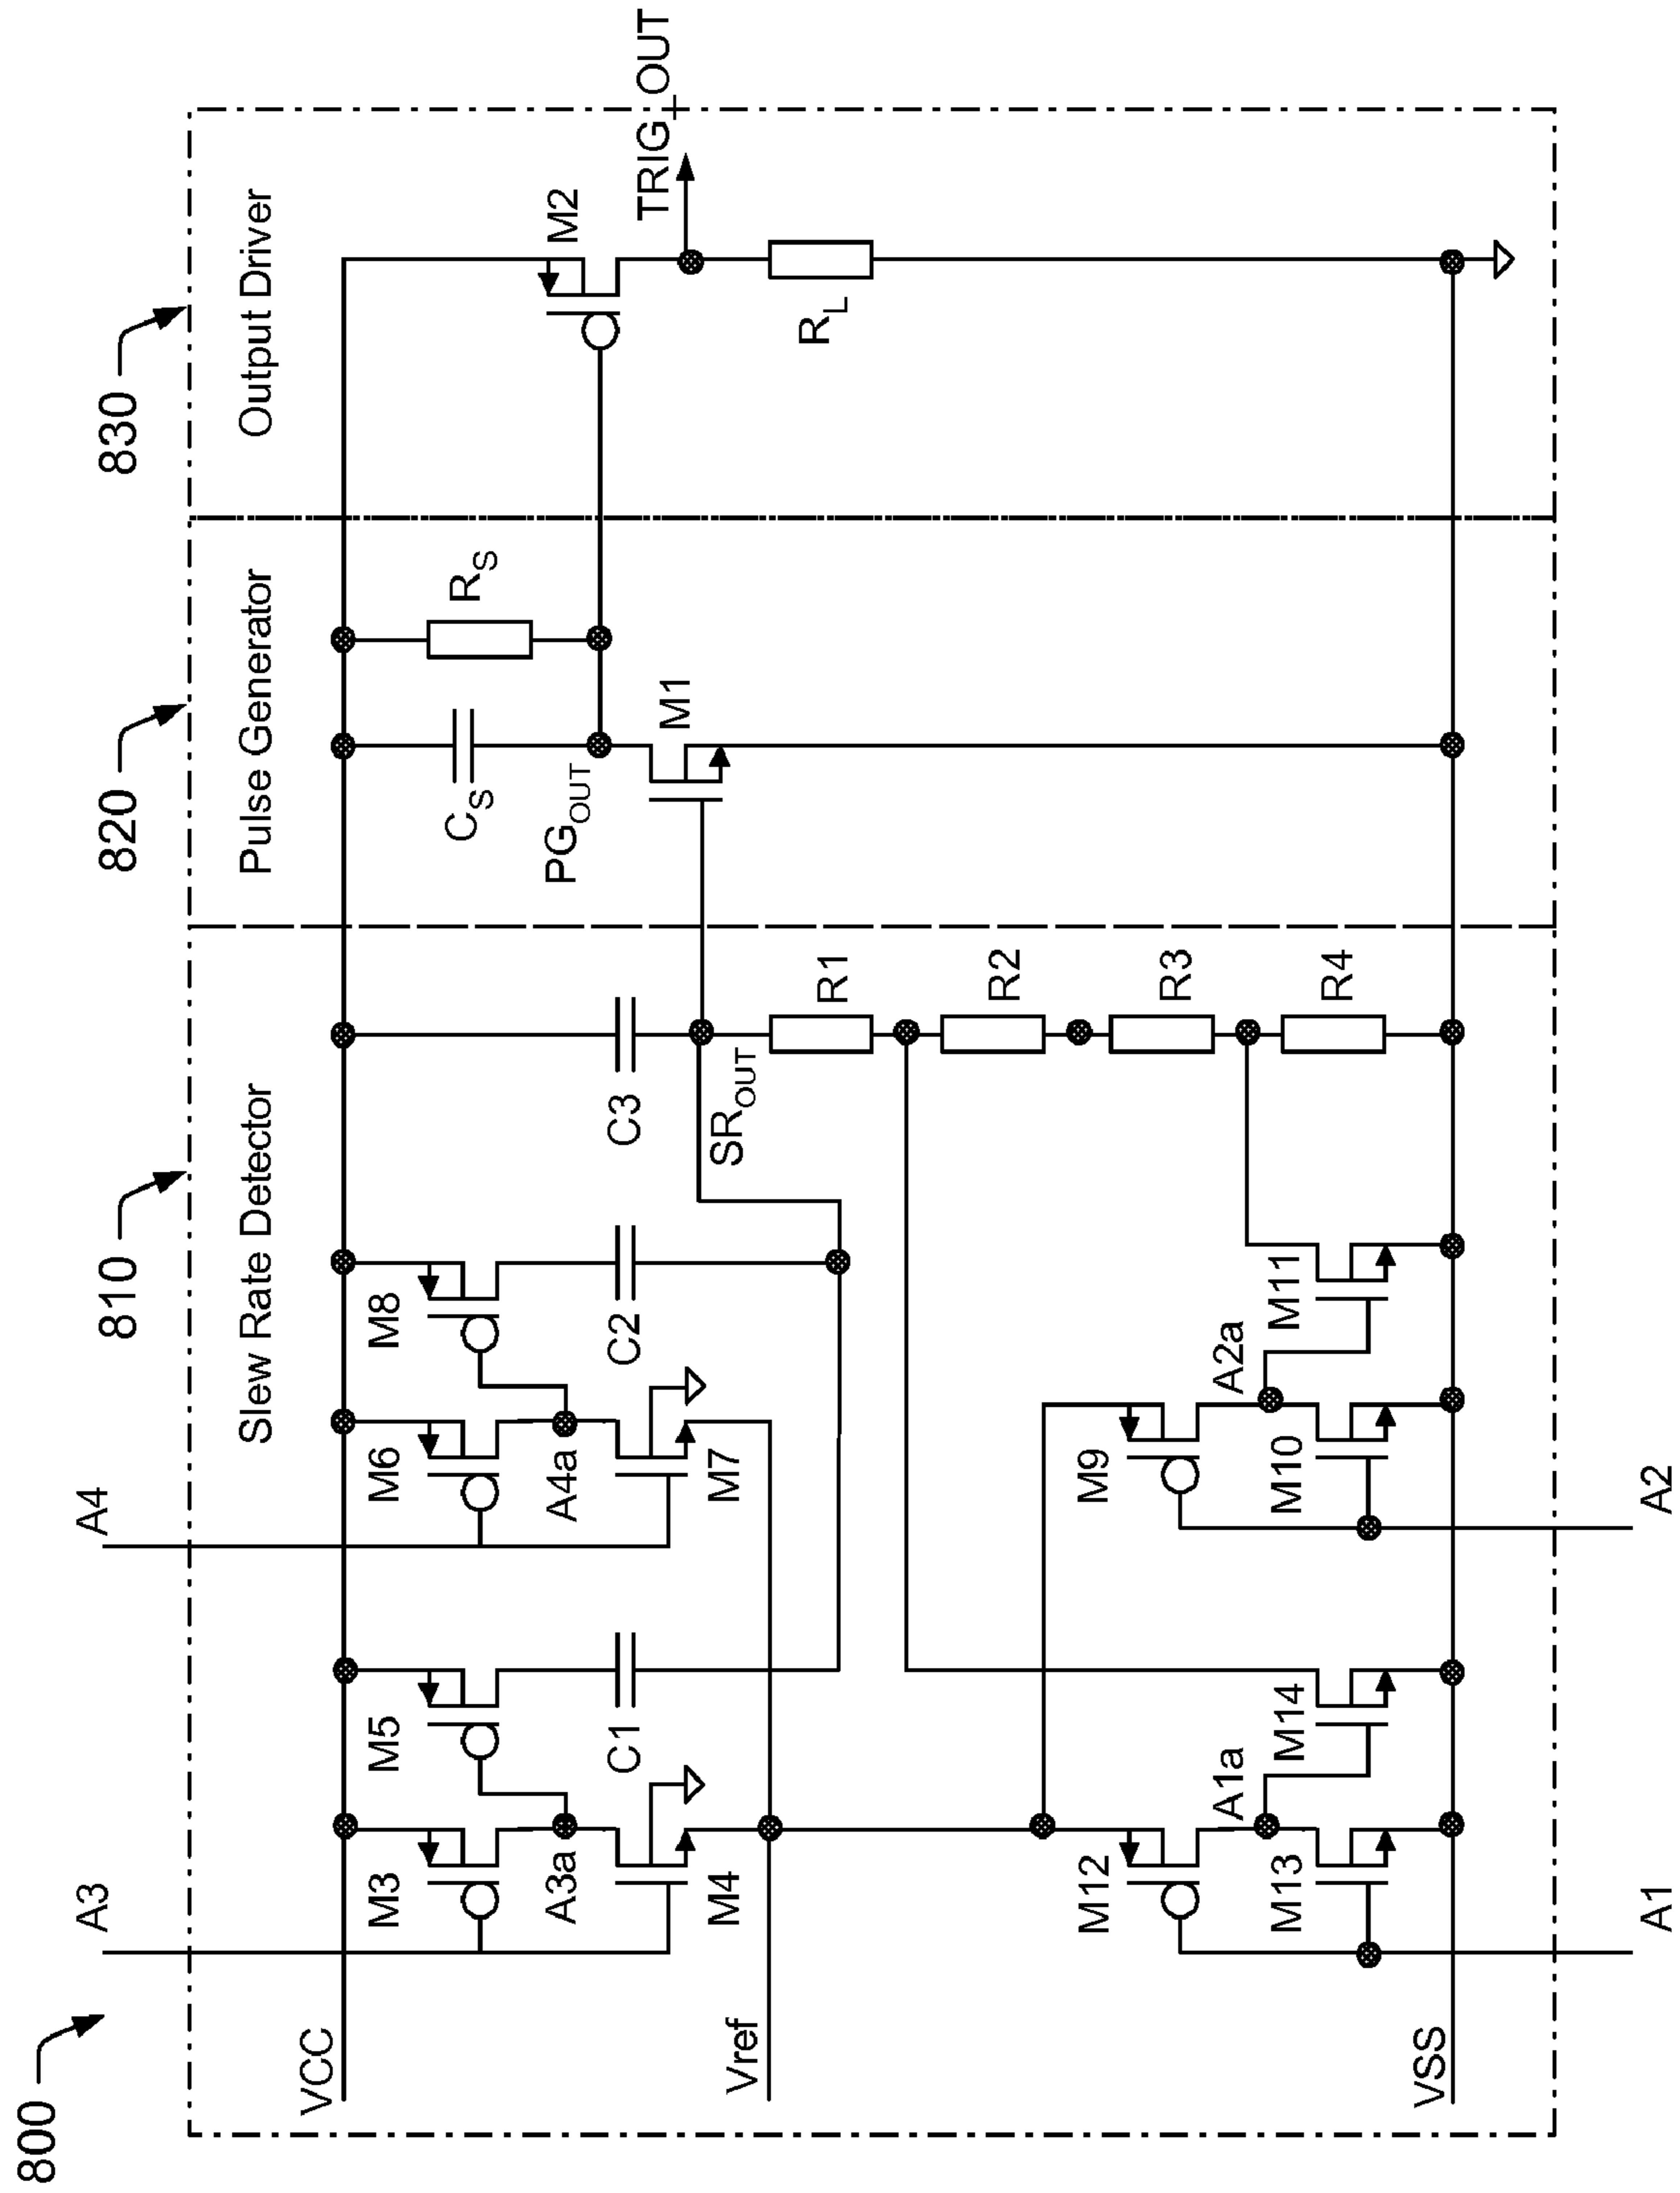 800
810
820
830
Slew Rate Detector
Pulse Generator
Output Driver
A3
A4
VCC
M3
M5
M6
M8
A3a
A4a
C1
C2
C3
C_S
R_S
M2
M4
M7
PG_OUT
M1
TRIG_OUT
Vref
SR_OUT
R1
R_L
R2
M12
M9
R3
A1a
A2a
M13
M14
M10
M11
R4
VSS
A1
A2